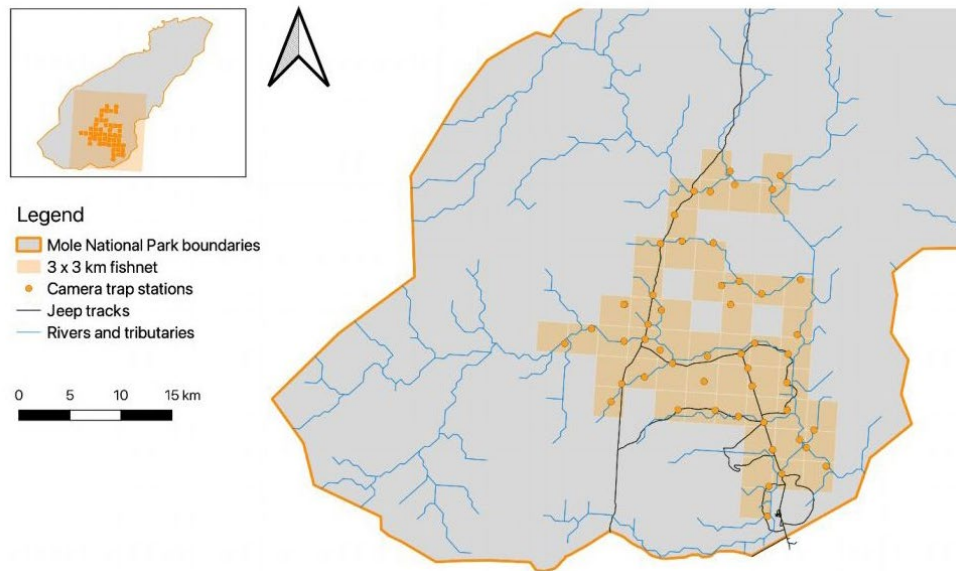 Legend
Mole National Park boundaries
3 x 3 km fishnet
Camera trap stations
Jeep tracks
Rivers and tributaries
0 5 10 15 km